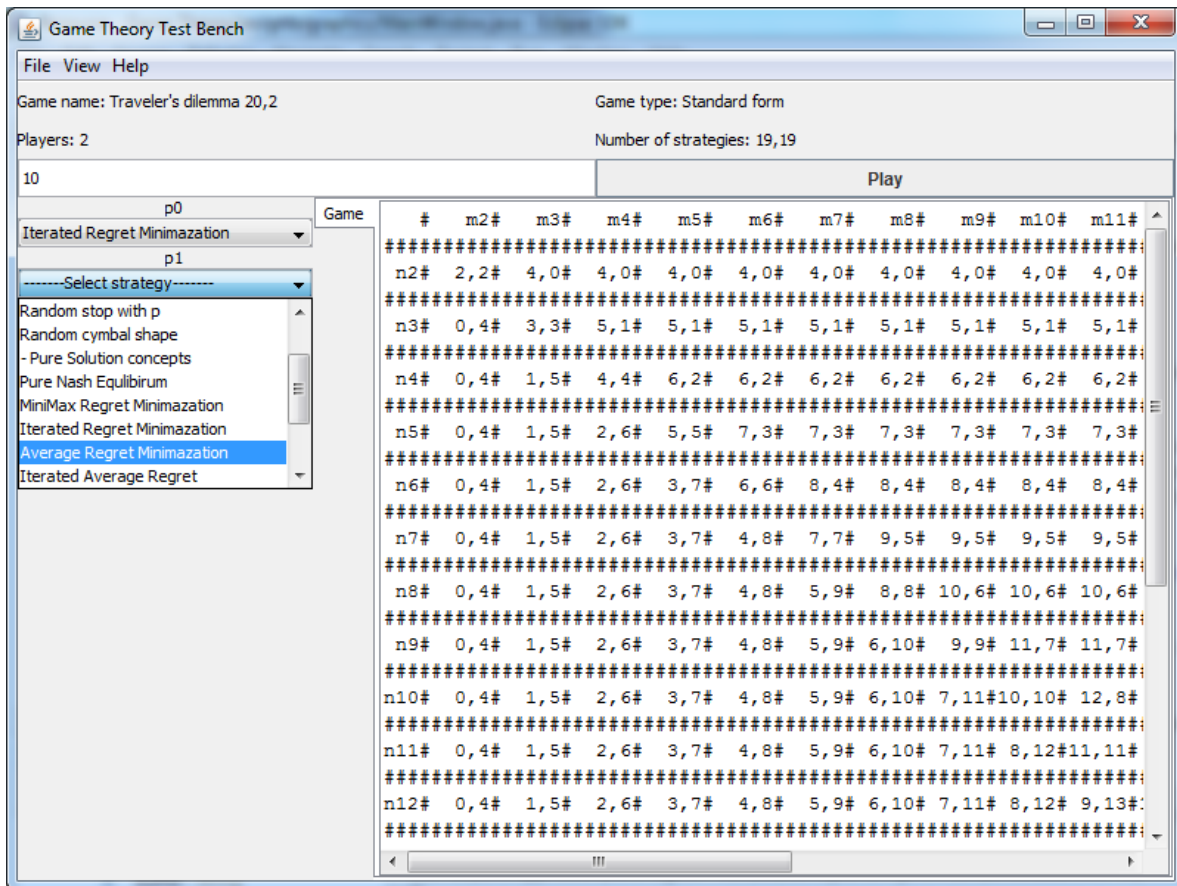 Game Theory Test Bench
File View Help
Game name: Traveler's dilemma 20,2
Game type: Standard form
Players: 2
Number of strategies: 19,19
10
Play
p0
Iterated Regret Minimazation
p1
-------Select strategy-------
Random stop with p
Random cymbal shape
- Pure Solution concepts
Pure Nash Equlibirum
MiniMax Regret Minimazation
Iterated Regret Minimazation
Average Regret Minimazation
Iterated Average Regret
Game
# m2# m3# m4# m5# m6# m7# m8# m9# m10# m11#
################################################################
n2# 2,2# 4,0# 4,0# 4,0# 4,0# 4,0# 4,0# 4,0# 4,0# 4,0#
################################################################
n3# 0,4# 3,3# 5,1# 5,1# 5,1# 5,1# 5,1# 5,1# 5,1# 5,1#
################################################################
n4# 0,4# 1,5# 4,4# 6,2# 6,2# 6,2# 6,2# 6,2# 6,2# 6,2#
################################################################
n5# 0,4# 1,5# 2,6# 5,5# 7,3# 7,3# 7,3# 7,3# 7,3# 7,3#
################################################################
n6# 0,4# 1,5# 2,6# 3,7# 6,6# 8,4# 8,4# 8,4# 8,4# 8,4#
################################################################
n7# 0,4# 1,5# 2,6# 3,7# 4,8# 7,7# 9,5# 9,5# 9,5# 9,5#
################################################################
n8# 0,4# 1,5# 2,6# 3,7# 4,8# 5,9# 8,8# 10,6# 10,6# 10,6#
################################################################
n9# 0,4# 1,5# 2,6# 3,7# 4,8# 5,9# 6,10# 9,9# 11,7# 11,7#
################################################################
n10# 0,4# 1,5# 2,6# 3,7# 4,8# 5,9# 6,10# 7,11#10,10# 12,8#
################################################################
n11# 0,4# 1,5# 2,6# 3,7# 4,8# 5,9# 6,10# 7,11# 8,12#11,11#
################################################################
n12# 0,4# 1,5# 2,6# 3,7# 4,8# 5,9# 6,10# 7,11# 8,12# 9,13#
################################################################